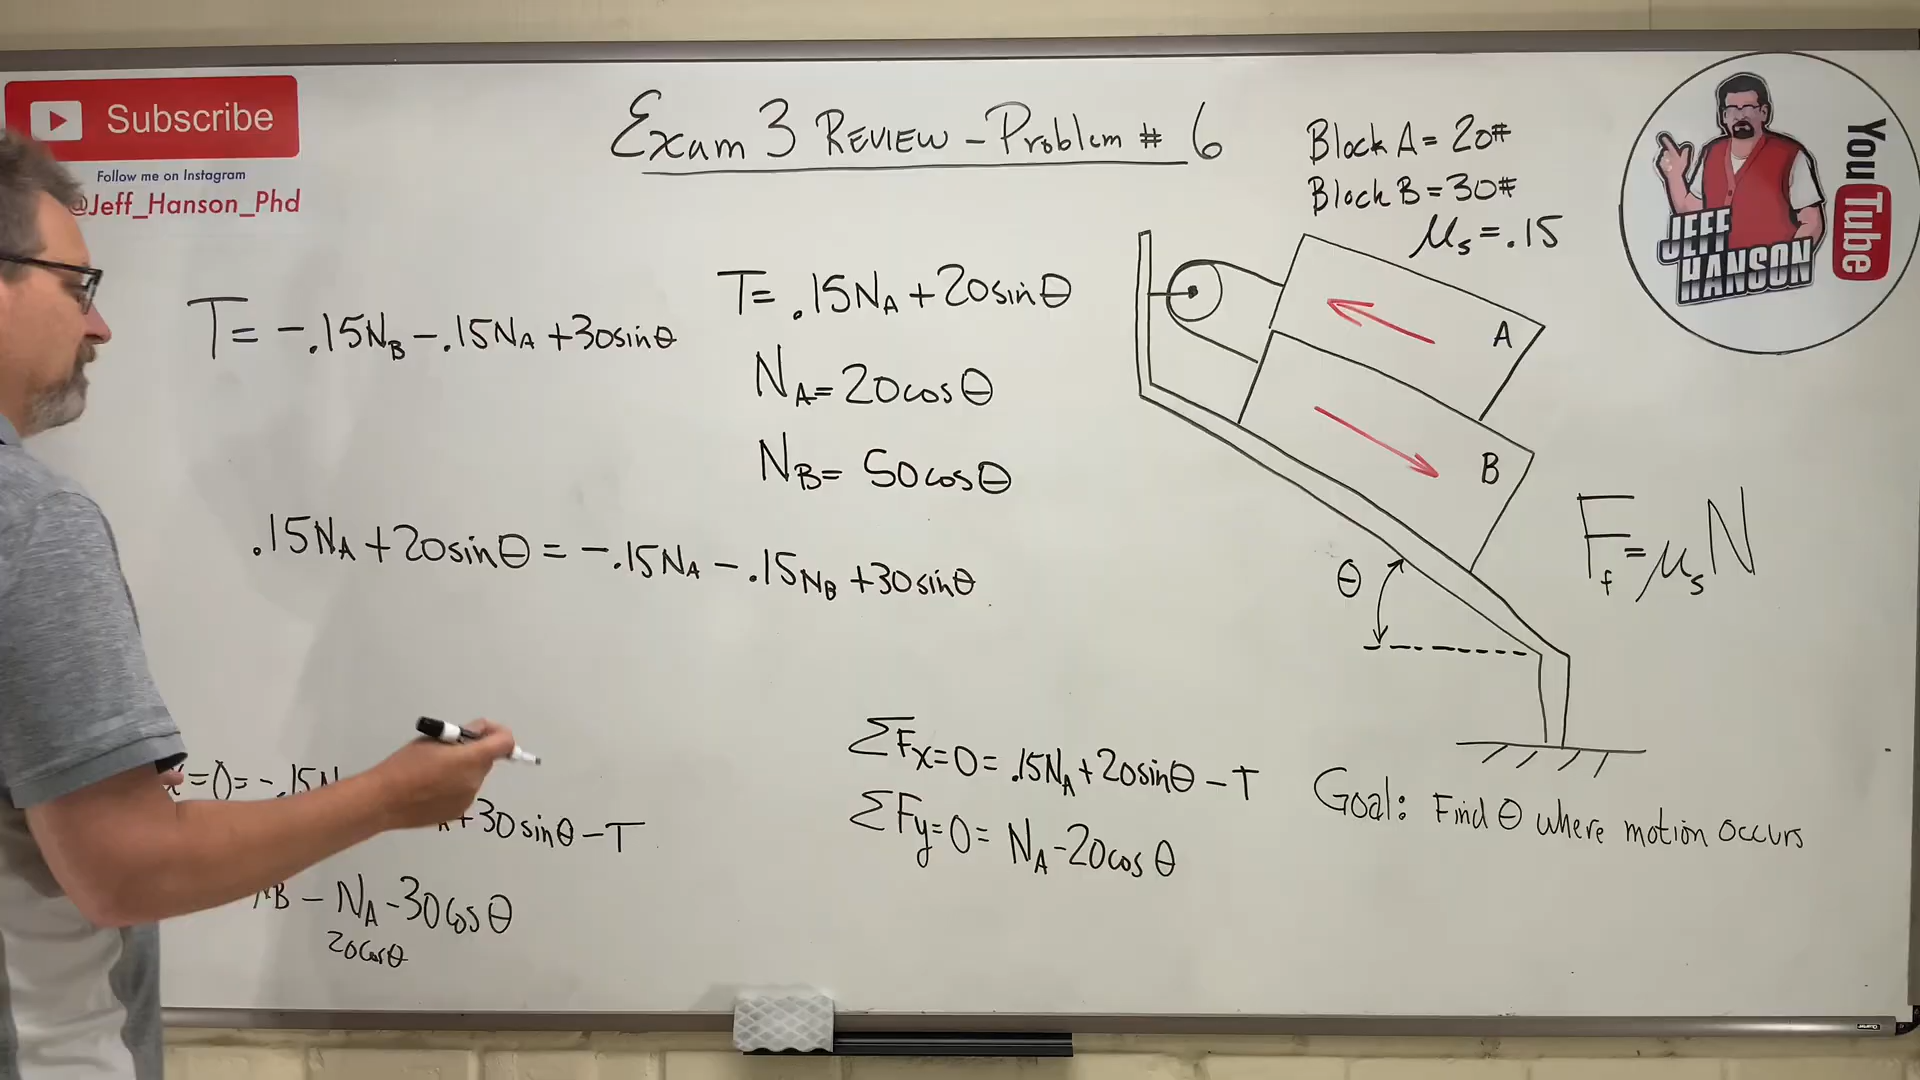 Subscribe
Follow me on Instagram
@Jeff_Hanson_Phd
Exam 3 REVIEW - Problem # 6
Block A = 20#
Block B = 30#
μs = .15
YouTube
JEFF
HANSON
T = -.15NB - .15NA + 30sinθ
T = .15NA + 20sinθ
NA = 20cosθ
NB = 50cosθ
.15NA + 20sinθ = -.15NA - .15NB + 30sinθ
A
B
θ
Ff = μsN
=0= -.15N
+30sinθ - T
B - NA - 30cosθ
20cosθ
ΣFx=0= .15NA + 20sinθ - T
ΣFy=0= NA - 20cosθ
Goal: Find θ where motion occurs